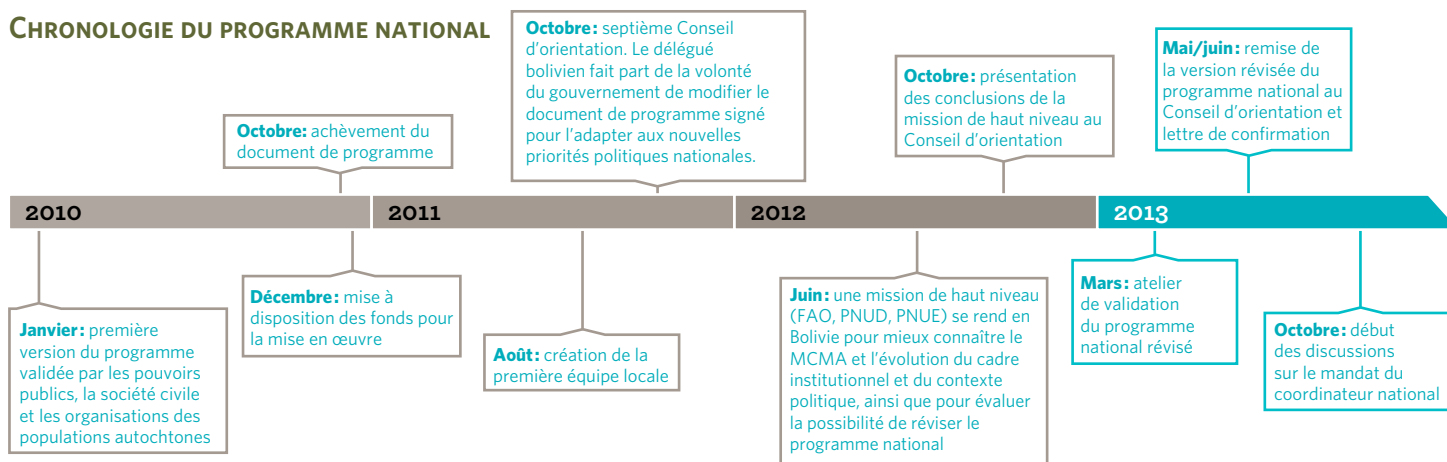 CHRONOLOGIE DU PROGRAMME NATIONAL
Octobre: achèvement du
document de programme
Octobre: septième Conseil
d'orientation. Le délégué
bolivien fait part de la volonté
du gouvernement de modifier le
document de programme signé
pour l'adapter aux nouvelles
priorités politiques nationales.
Octobre: présentation
des conclusions de la
mission de haut niveau au
Conseil d'orientation
Mai/juin: remise de
la version révisée du
programme national au
Conseil d'orientation et
lettre de confirmation
2010
2011
2012
2013
Janvier: première
version du programme
validée par les pouvoirs
publics, la société civile
et les organisations des
populations autochtones
Décembre: mise à
disposition des fonds pour
la mise en œuvre
Août: création de la
première équipe locale
Juin: une mission de haut niveau
(FAO, PNUD, PNUE) se rend en
Bolivie pour mieux connaître le
MCMA et l'évolution du cadre
institutionnel et du contexte
politique, ainsi que pour évaluer
la possibilité de réviser le
programme national
Mars: atelier
de validation
du programme
national révisé
Octobre: début
des discussions
sur le mandat du
coordinateur national